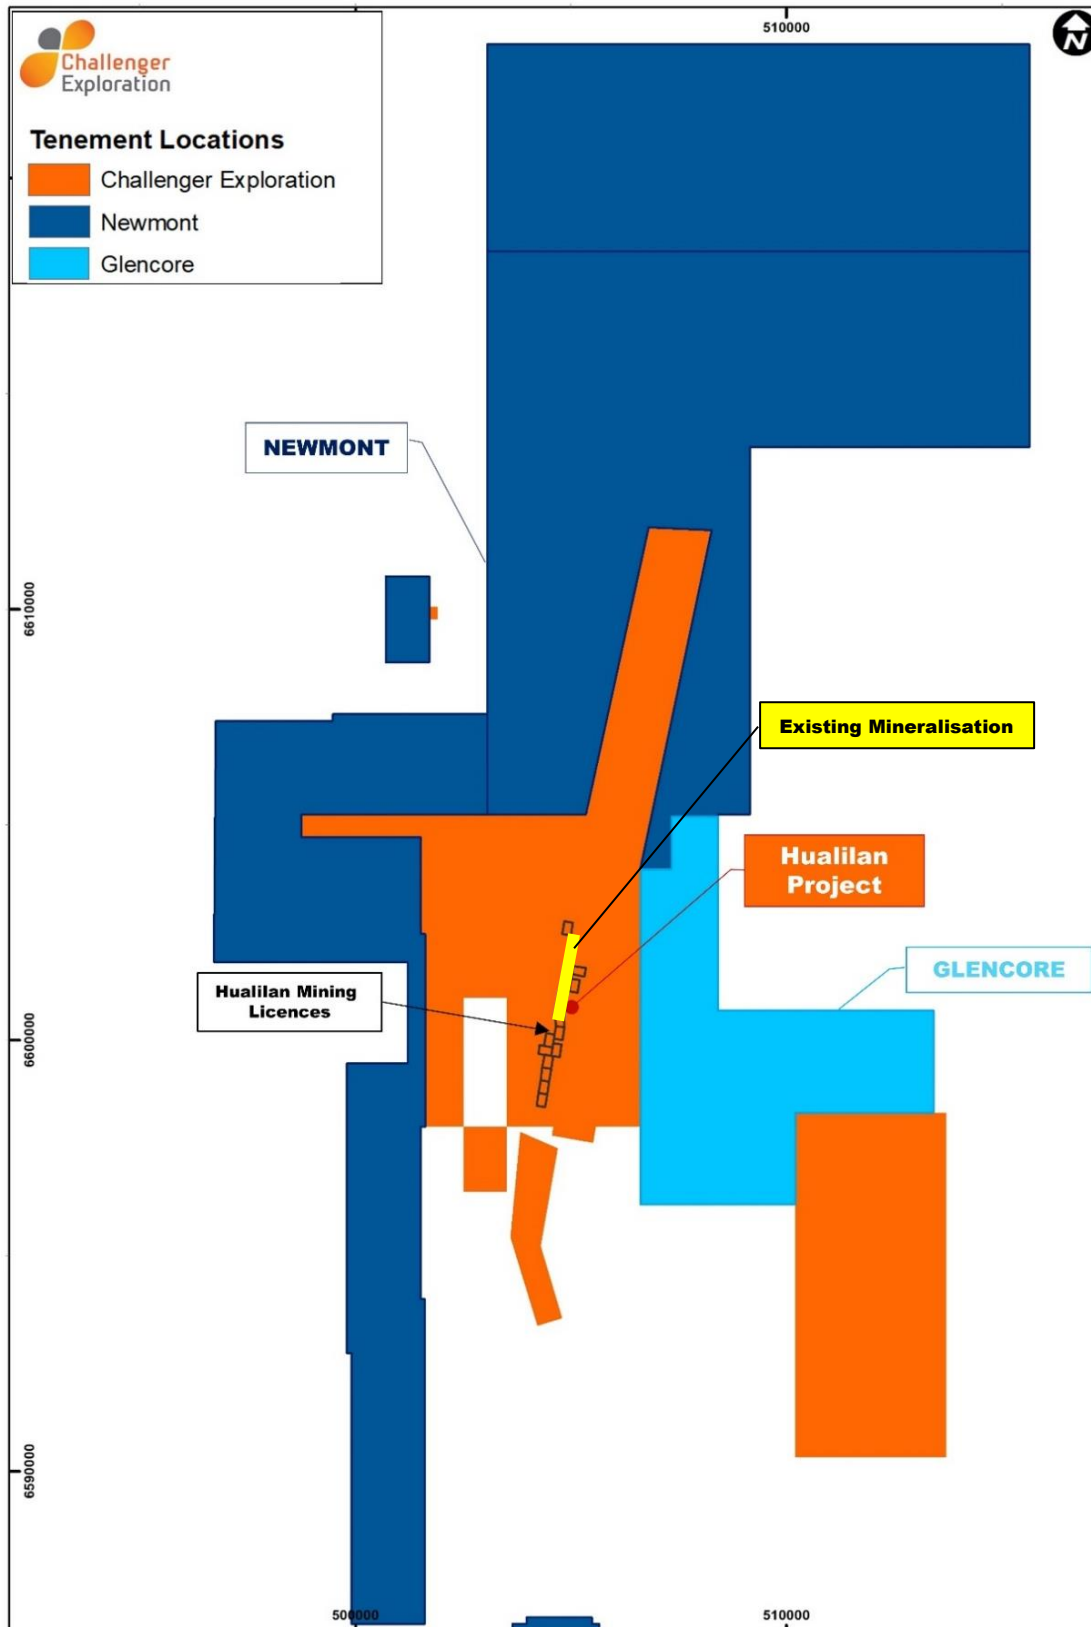 510000
N
Challenger
Exploration
Tenement Locations
Challenger Exploration
Newmont
Glencore
NEWMONT
6610000
Existing Mineralisation
Hualilan
Project
GLENCORE
Hualilan Mining
Licences
6600000
6590000
500000
510000